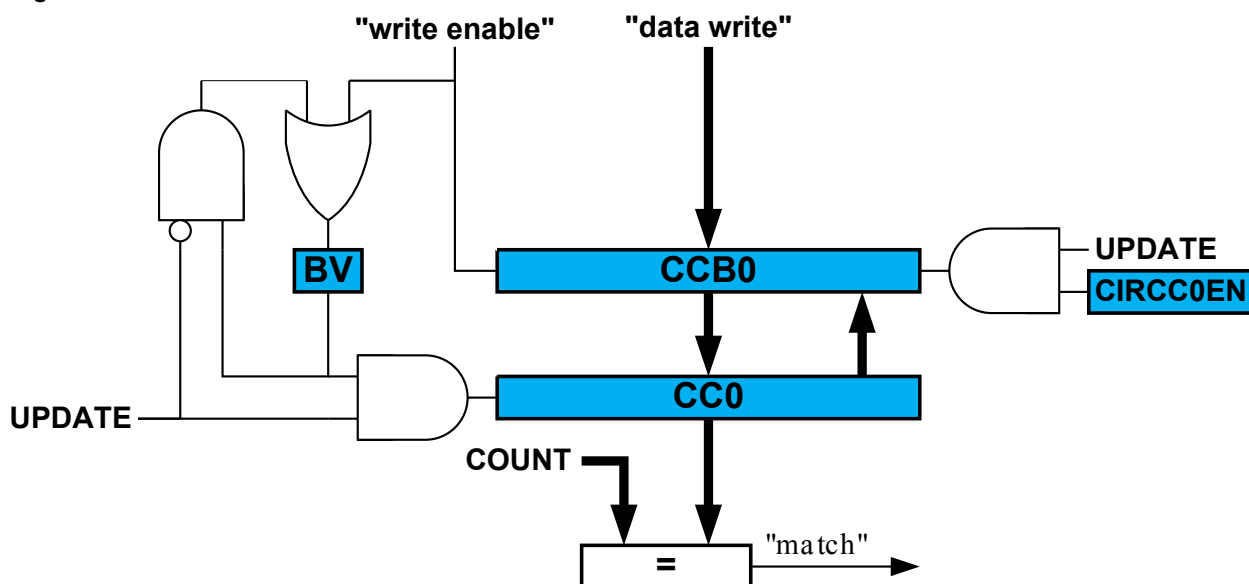 "write enable"
"data write"
BV
CCB0
UPDATE
CIRCC0EN
CC0
UPDATE
COUNT
=
"match"